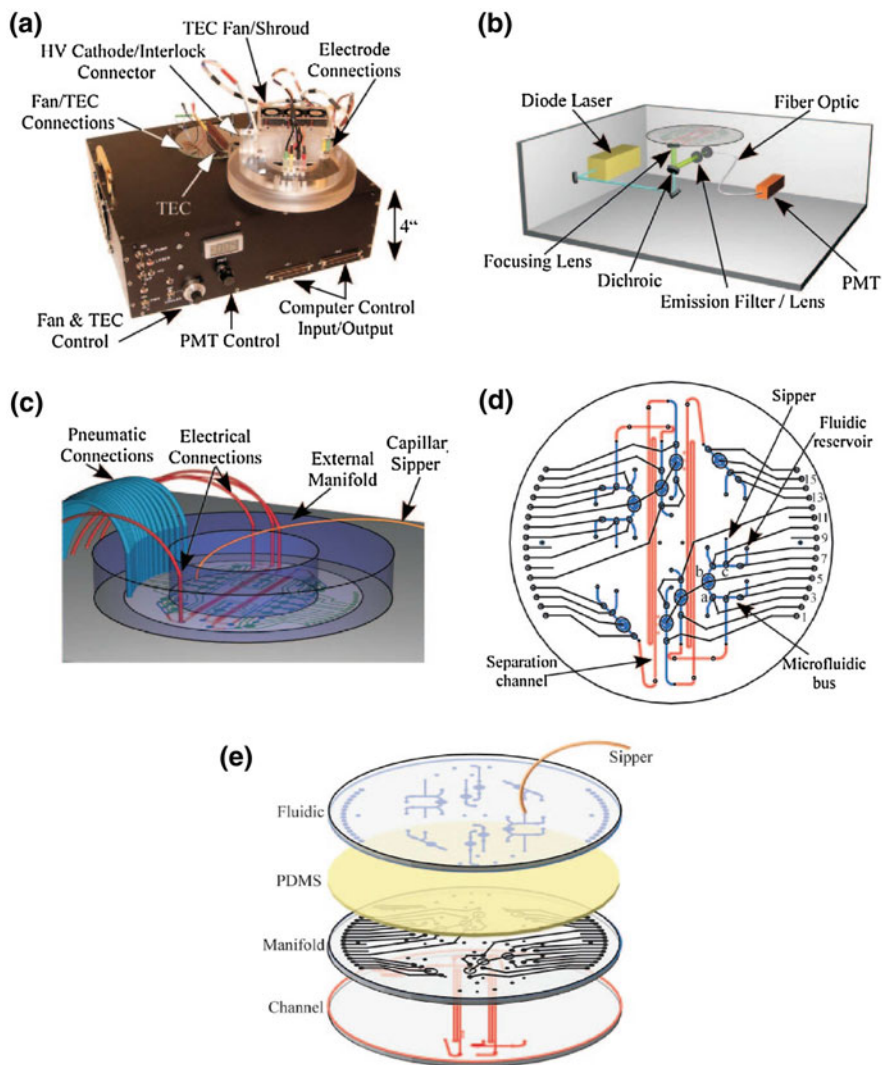 (a)
TEC Fan/Shroud
HV Cathode/Interlock
Connector
Electrode
Connections
Fan/TEC
Connections
TEC
4“
Fan & TEC
Control
PMT Control
Computer Control
Input/Output
(b)
Diode Laser
Fiber Optic
Focusing Lens
Dichroic
Emission Filter / Lens
PMT
(c)
Pneumatic
Connections
Electrical
Connections
External
Manifold
Capillary
Sipper
(d)
Sipper
Fluidic
reservoir
15
13
11
9
7
5
3
1
a
b
c
Separation
channel
Microfluidic
bus
(e)
Sipper
Fluidic
PDMS
Manifold
Channel